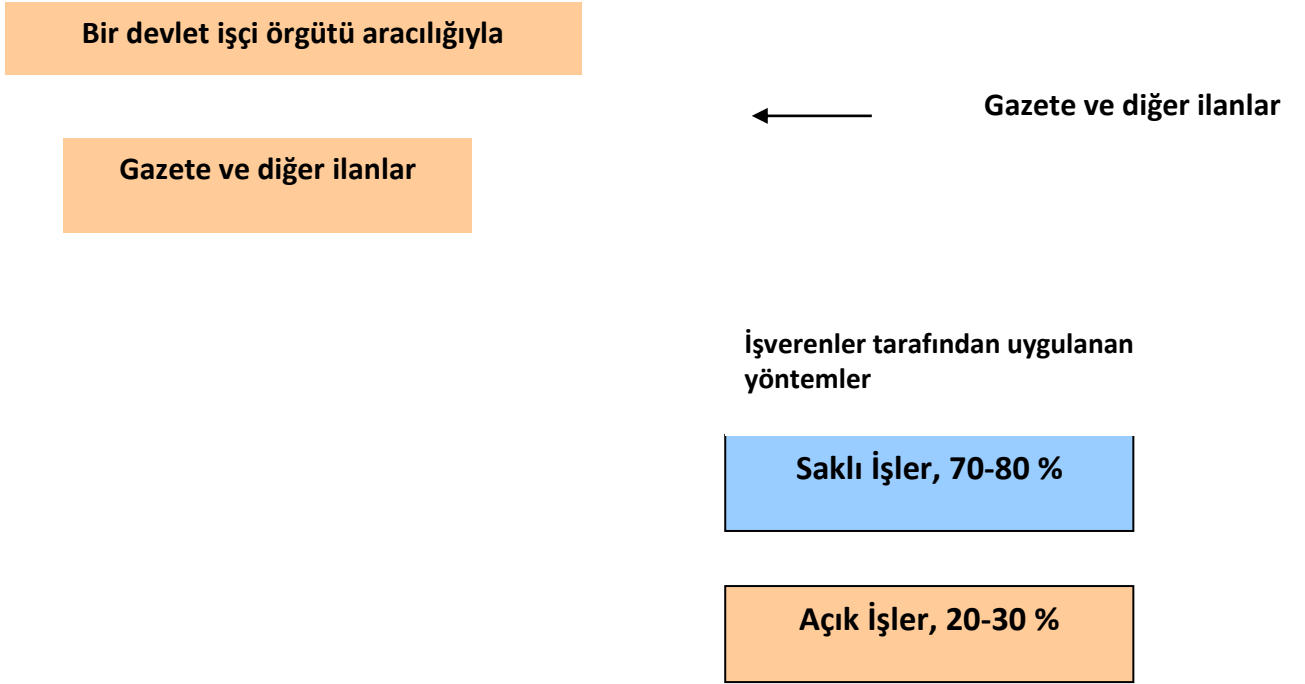 Bir devlet işçi örgütü aracılığıyla
Gazete ve diğer ilanlar
Gazete ve diğer ilanlar
İşverenler tarafından uygulanan
yöntemler
Saklı İşler, 70-80 %
Açık İşler, 20-30 %